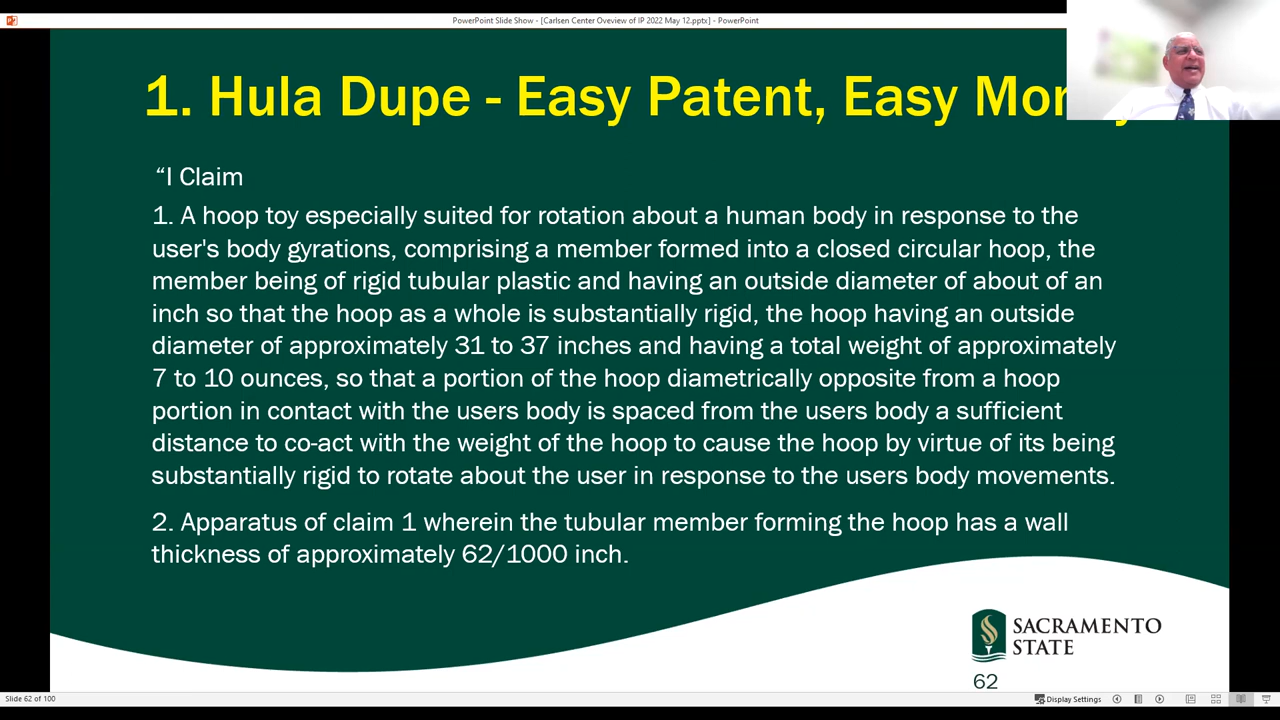 PowerPoint Slide Show - [Carlsen Center Oveview of IP 2022 May 12.pptx] - PowerPoint
1. Hula Dupe - Easy Patent, Easy
“I Claim
1. A hoop toy especially suited for rotation about a human body in response to the
user's body gyrations, comprising a member formed into a closed circular hoop, the
member being of rigid tubular plastic and having an outside diameter of about of an
inch so that the hoop as a whole is substantially rigid, the hoop having an outside
diameter of approximately 31 to 37 inches and having a total weight of approximately
7 to 10 ounces, so that a portion of the hoop diametrically opposite from a hoop
portion in contact with the users body is spaced from the users body a sufficient
distance to co-act with the weight of the hoop to cause the hoop by virtue of its being
substantially rigid to rotate about the user in response to the users body movements.
2. Apparatus of claim 1 wherein the tubular member forming the hoop has a wall
thickness of approximately 62/1000 inch.
SACRAMENTO
STATE
62
Slide 62 of 100
Display Settings